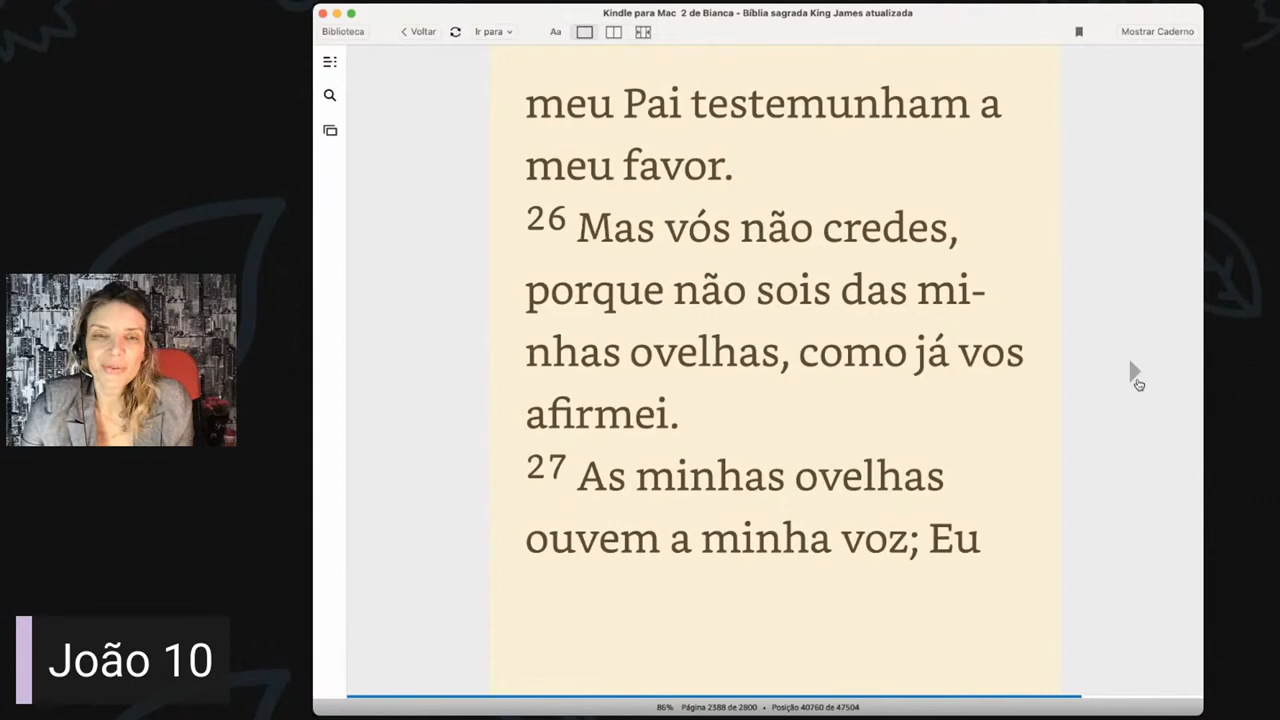 Kindle para Mac 2 de Bianca - Bíblia sagrada King James atualizada
Biblioteca
Voltar
Ir para
Aa
Mostrar Caderno
meu Pai testemunham a
meu favor.
26 Mas vós não credes,
porque não sois das mi-
nhas ovelhas, como já vos
afirmei.
27 As minhas ovelhas
ouvem a minha voz; Eu
João 10
86% Página 2388 de 2800 • Posição 40760 de 47504